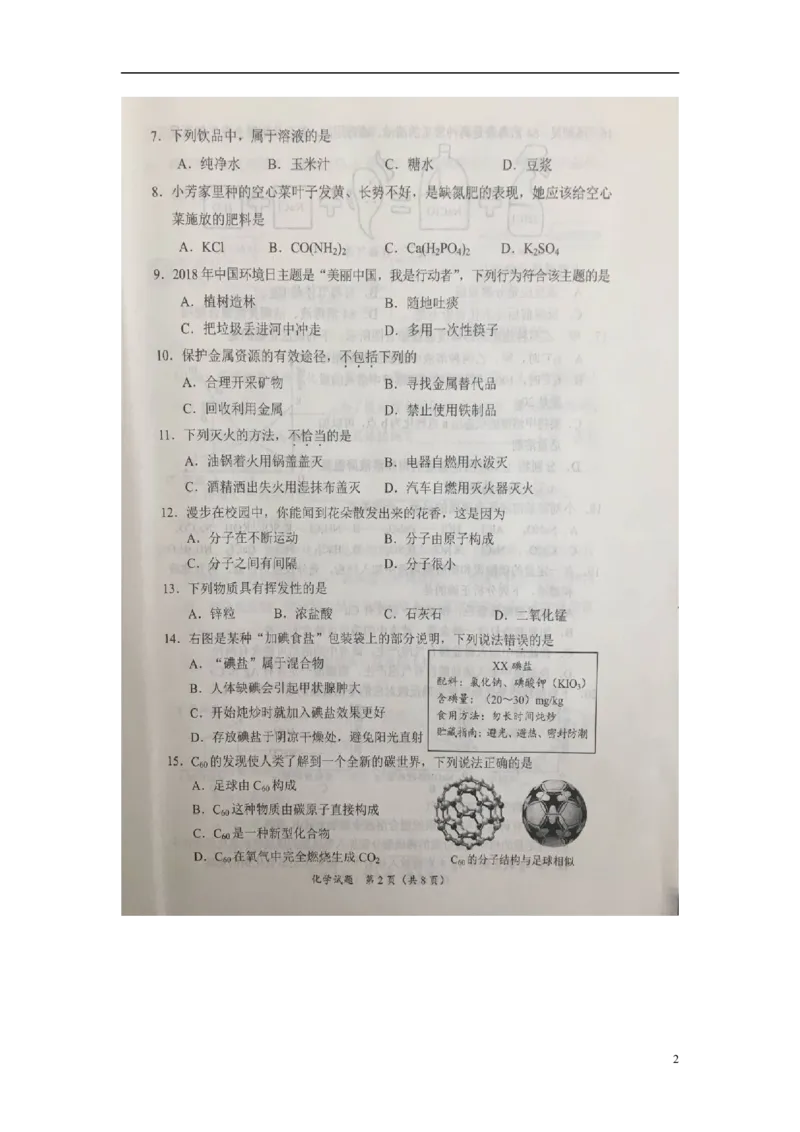 7．下列饮品中，属于溶液的是
A．纯净水 B．玉米汁 C．糖水 D．豆浆
8．小芳家里种的空心菜叶子发黄、长势不好，是缺氮肥的表现，她应该给空心
菜施放的肥料是
A．KCl B．CO(NH₂)₂ C．Ca(H₂PO₄)₂ D．K₂SO₄
9．2018年中国环境日主题是“美丽中国，我是行动者”，下列行为符合该主题的是
A．植树造林 B．随地吐痰
C．把垃圾丢进河中冲走 D．多用一次性筷子
10．保护金属资源的有效途径，不包括下列的
A．合理开采矿物 B．寻找金属替代品
C．回收利用金属 D．禁止使用铁制品
11．下列灭火的方法，不恰当的是
A．油锅着火用锅盖盖灭 B．电器自燃用水泼灭
C．酒精洒出失火用湿抹布盖灭 D．汽车自燃用灭火器灭火
12．漫步在校园中，你能闻到花朵散发出来的花香，这是因为
A．分子在不断运动 B．分子由原子构成
C．分子之间有间隔 D．分子很小
13．下列物质具有挥发性的是
A．锌粒 B．浓盐酸 C．石灰石 D．二氧化锰
14．右图是某种“加碘食盐”包装袋上的部分说明，下列说法错误的是
A．“碘盐”属于混合物
B．人体缺碘会引起甲状腺肿大
C．开始炖炒时就加入碘盐效果更好
D．存放碘盐于阴凉干燥处，避免阳光直射
XX碘盐
配料：氯化钠、碘酸钾（KIO₃）
含碘量：（20～30）mg/kg
食用方法：勿长时间炖炒
贮藏指南：避光、避热、密封防潮
15．C₆₀的发现使人类了解到一个全新的碳世界，下列说法正确的是
A．足球由C₆₀构成
B．C₆₀这种物质由碳原子直接构成
C．C₆₀是一种新型化合物
D．C₆₀在氧气中完全燃烧生成CO₂
C₆₀的分子结构与足球相似
化学试题 第2页（共8页）
2